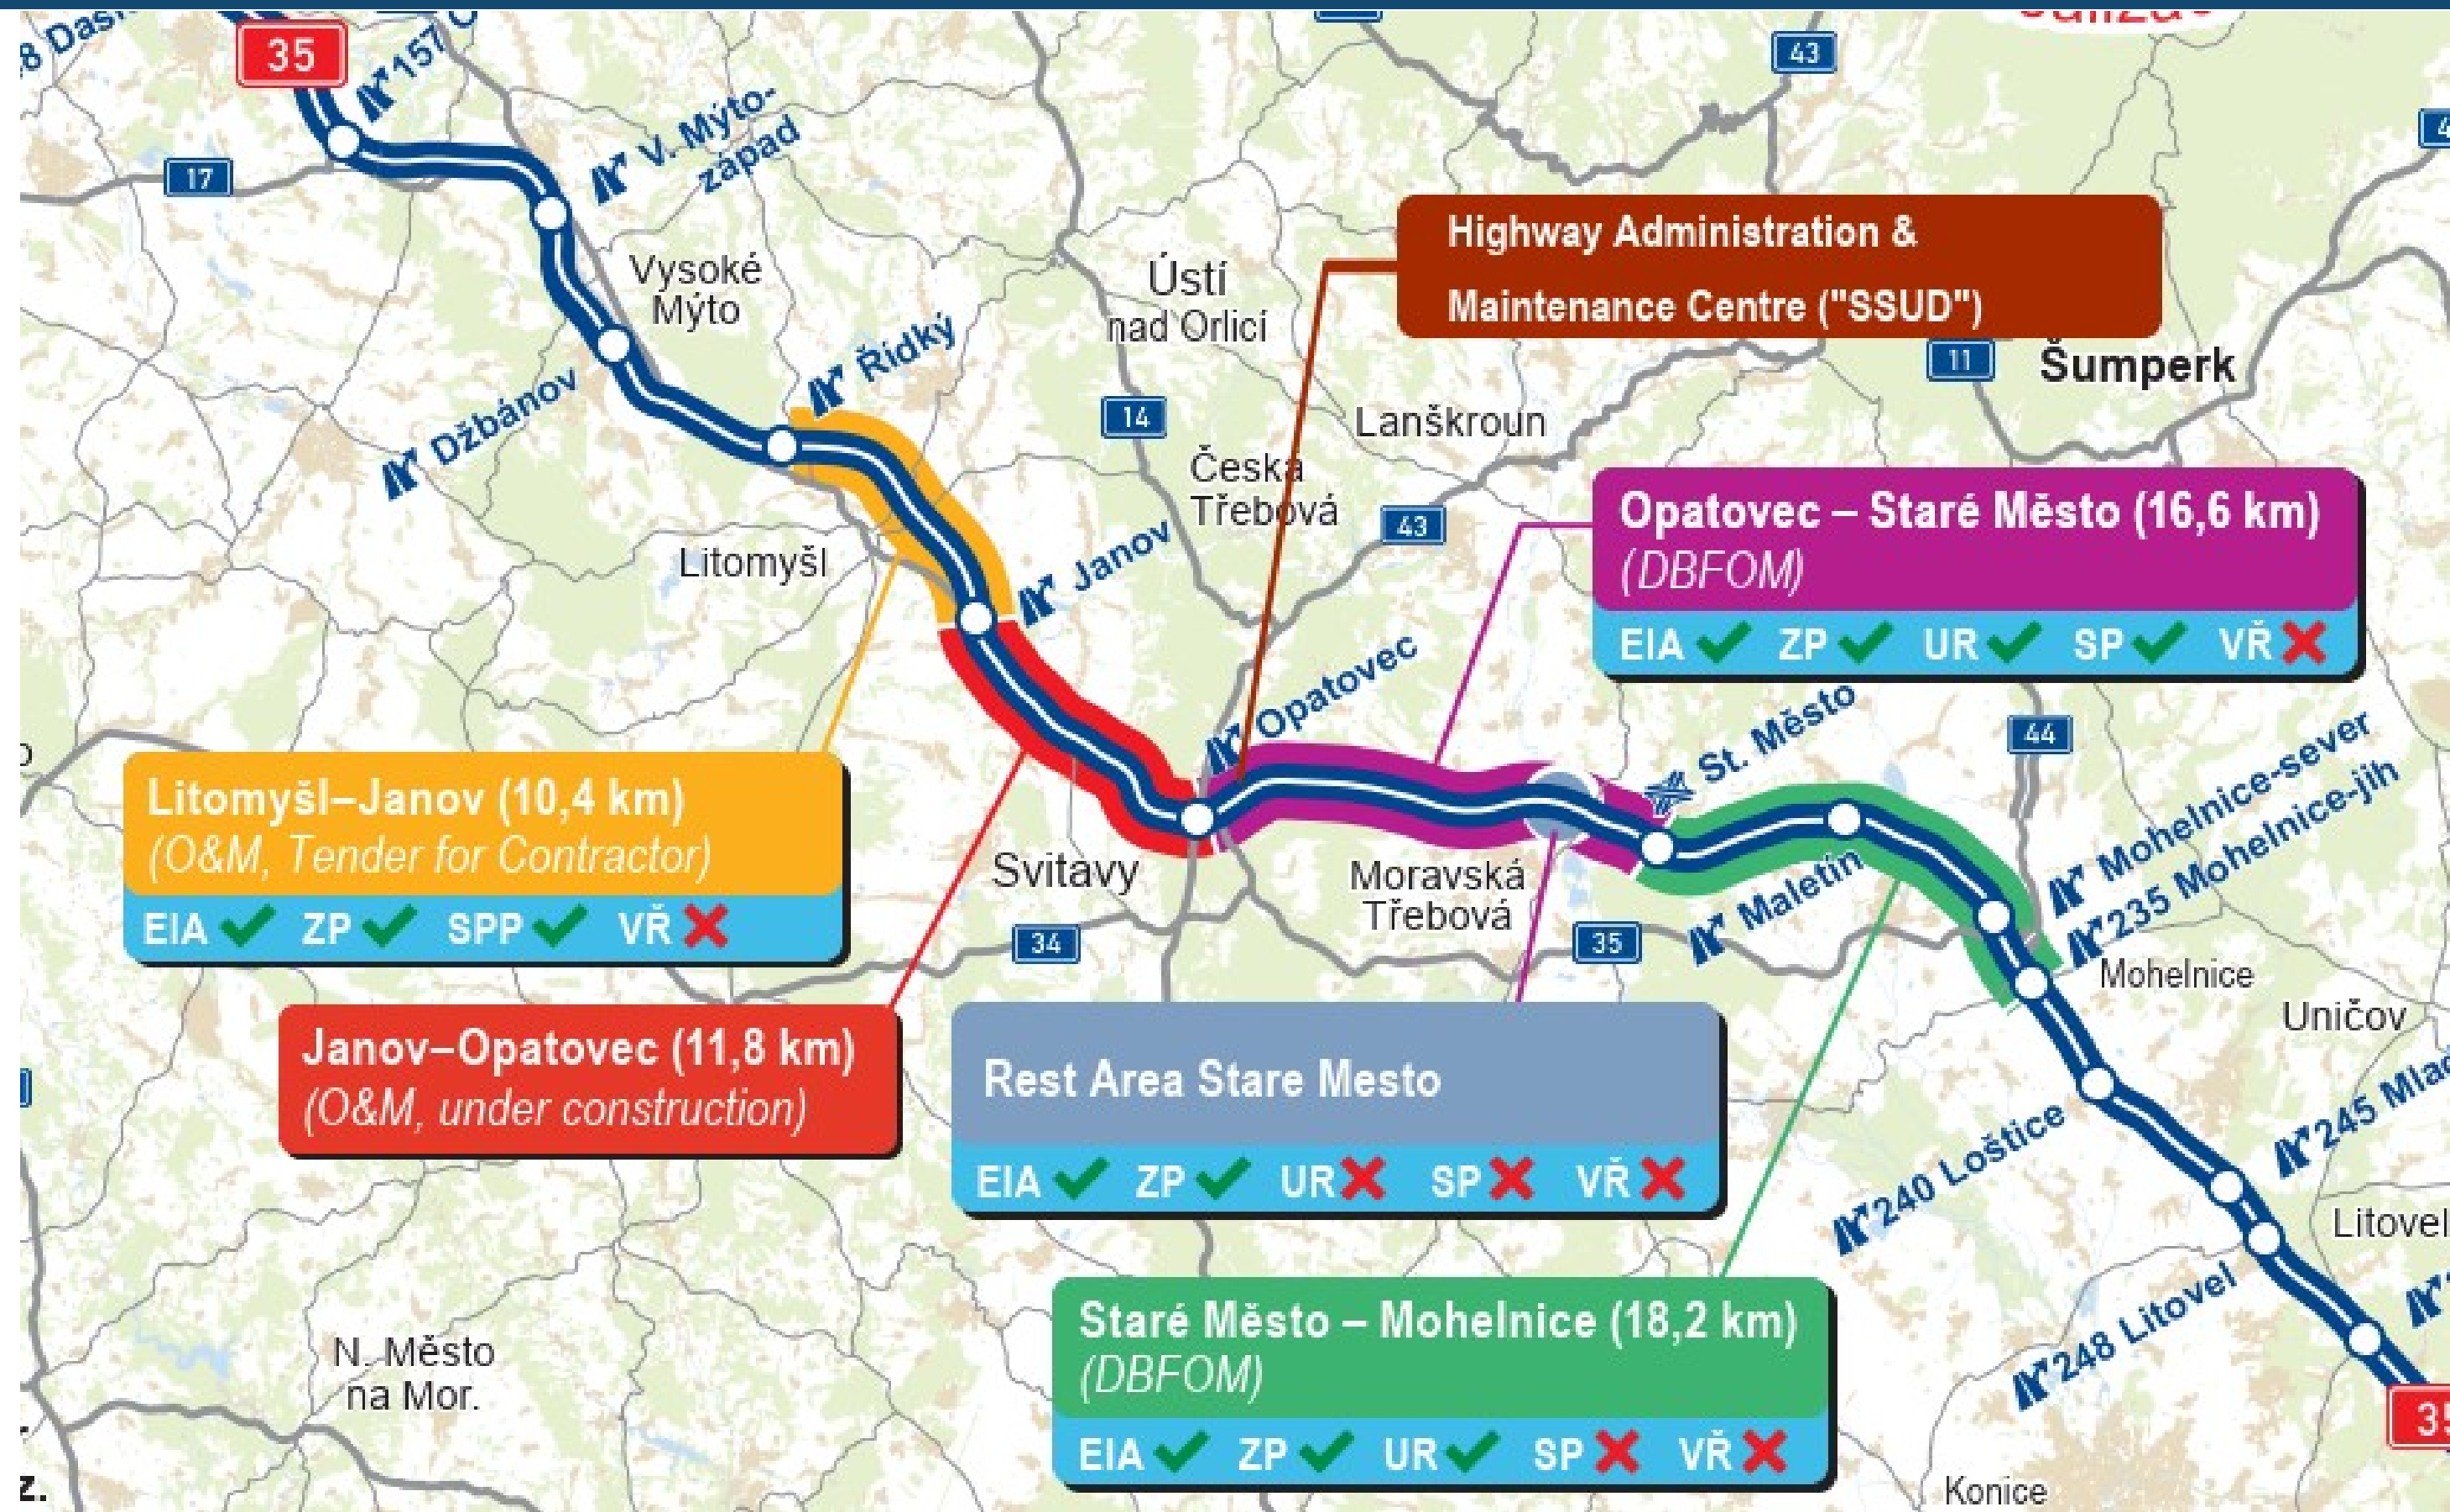 35
157
17
V. Mýto-
západ
43
Vysoké
Mýto
Džbánov
Řídký
Ústí
nad Orlicí
14
Česká
Třebová
Lanškroun
43
Highway Administration &
Maintenance Centre ("SSUD")
11
Šumperk
Litomyšl
Janov
Opatovec
Opatovec – Staré Město (16,6 km)
(DBFOM)
EIA ✓ ZP ✓ UR ✓ SP ✓ VŘ ✗
44
St. Město
Mohelnice-sever
235 Mohelnice-jih
Litomyšl–Janov (10,4 km)
(O&M, Tender for Contractor)
EIA ✓ ZP ✓ SPP ✓ VŘ ✗
Svitavy
34
Moravská
Třebová
35
Maletín
Mohelnice
Uničov
Janov–Opatovec (11,8 km)
(O&M, under construction)
Rest Area Stare Mesto
EIA ✓ ZP ✓ UR ✗ SP ✗ VŘ ✗
240 Loštice
245
Litovel
248 Litovel
Staré Město – Mohelnice (18,2 km)
(DBFOM)
EIA ✓ ZP ✓ UR ✓ SP ✗ VŘ ✗
N. Město
na Mor.
35
z.
Konice